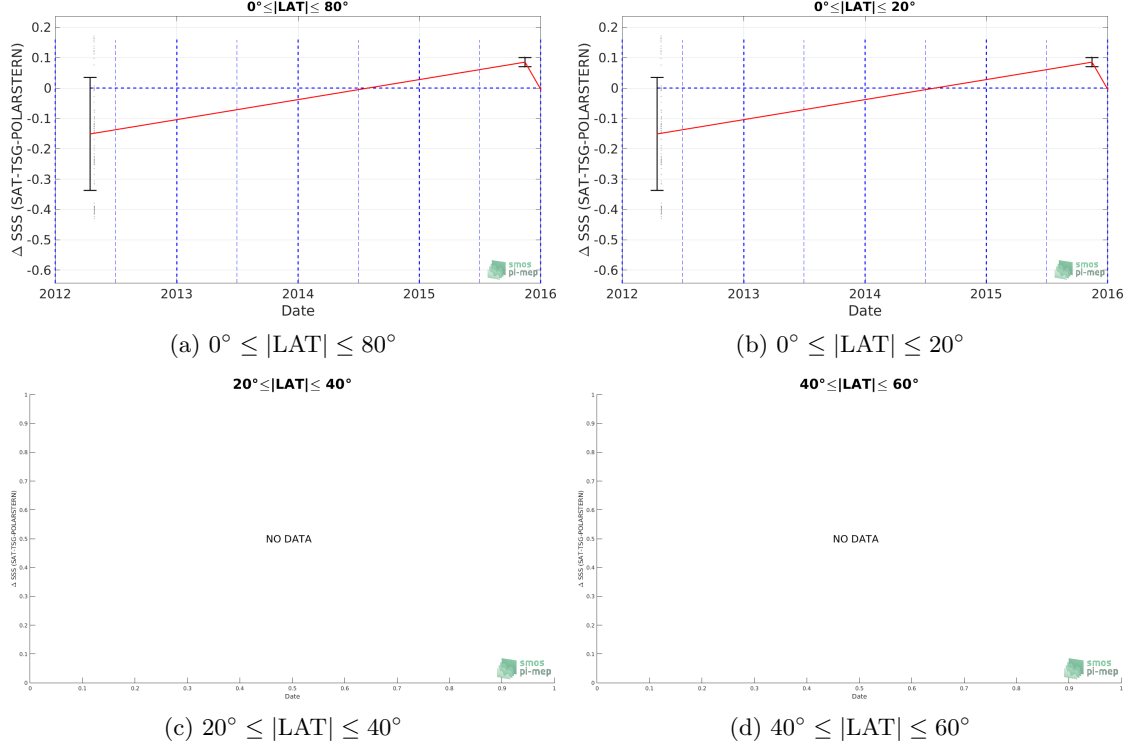 0°≤|LAT|≤ 80°
Δ SSS (SAT-TSG-POLARSTERN)
0.2
0.1
0
-0.1
-0.2
-0.3
-0.4
-0.5
-0.6
2012 2013 2014 2015 2016
Date
smos
pi-mep
(a) 0° ≤ |LAT| ≤ 80°
0°≤|LAT|≤ 20°
Δ SSS (SAT-TSG-POLARSTERN)
0.2
0.1
0
-0.1
-0.2
-0.3
-0.4
-0.5
-0.6
2012 2013 2014 2015 2016
Date
smos
pi-mep
(b) 0° ≤ |LAT| ≤ 20°
20°≤|LAT|≤ 40°
Δ SSS (SAT-TSG-POLARSTERN)
1
0.9
0.8
0.7
0.6
0.5
0.4
0.3
0.2
0.1
0
NO DATA
0 0.1 0.2 0.3 0.4 0.5 0.6 0.7 0.8 0.9 1
Date
smos
pi-mep
(c) 20° ≤ |LAT| ≤ 40°
40°≤|LAT|≤ 60°
Δ SSS (SAT-TSG-POLARSTERN)
1
0.9
0.8
0.7
0.6
0.5
0.4
0.3
0.2
0.1
0
NO DATA
0 0.1 0.2 0.3 0.4 0.5 0.6 0.7 0.8 0.9 1
Date
smos
pi-mep
(d) 40° ≤ |LAT| ≤ 60°